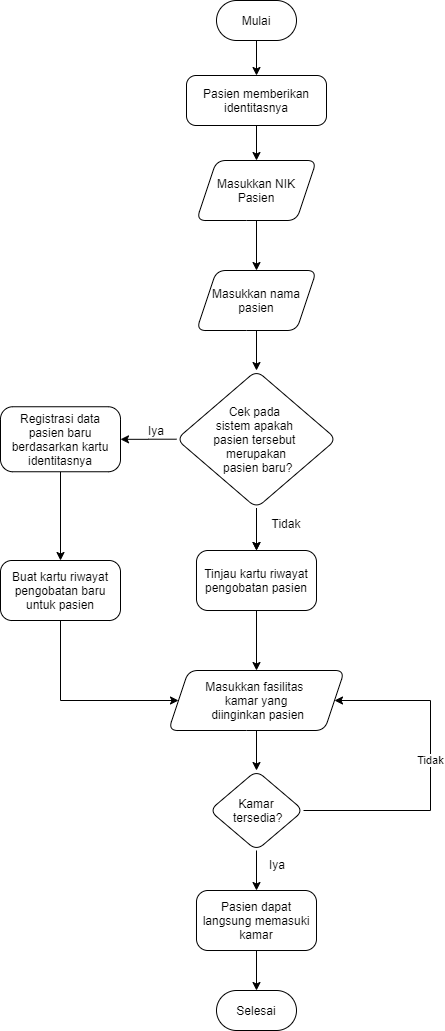 Mulai
Pasien memberikan
identitasnya
Masukkan NIK
Pasien
Masukkan nama
pasien
Cek pada
sistem apakah
pasien tersebut
merupakan
pasien baru?
Iya
Registrasi data
pasien baru
berdasarkan kartu
identitasnya
Tidak
Buat kartu riwayat
pengobatan baru
untuk pasien
Tinjau kartu riwayat
pengobatan pasien
Masukkan fasilitas
kamar yang
diinginkan pasien
Tidak
Kamar
tersedia?
Iya
Pasien dapat
langsung memasuki
kamar
Selesai